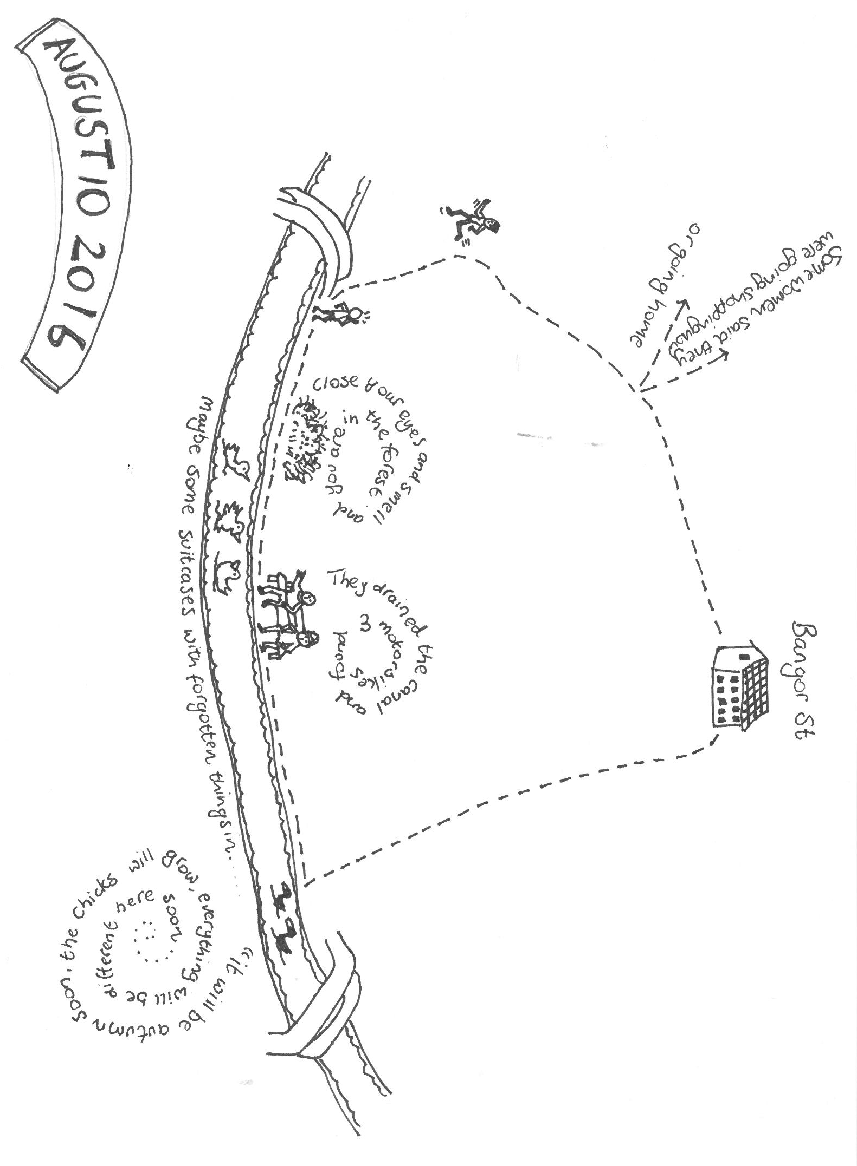 AUGUST 10 2016
Bangor St
Some women said they
were going shopping now
or going home
Close your eyes and smell
and you are
in the forest
They drained the canal
and found
3 motorbikes
Maybe some suitcases with forgotten things in......
"it will be autumn soon, the chicks will grow, everything will be different here soon...